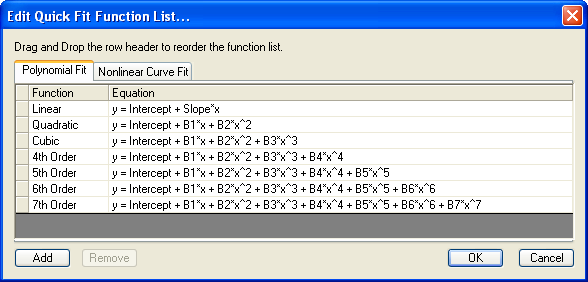 Edit Quick Fit Function List...
Drag and Drop the row header to reorder the function list.
Polynomial Fit Nonlinear Curve Fit
Function Equation
Linear y = Intercept + Slope*x
Quadratic y = Intercept + B1*x + B2*x^2
Cubic y = Intercept + B1*x + B2*x^2 + B3*x^3
4th Order y = Intercept + B1*x + B2*x^2 + B3*x^3 + B4*x^4
5th Order y = Intercept + B1*x + B2*x^2 + B3*x^3 + B4*x^4 + B5*x^5
6th Order y = Intercept + B1*x + B2*x^2 + B3*x^3 + B4*x^4 + B5*x^5 + B6*x^6
7th Order y = Intercept + B1*x + B2*x^2 + B3*x^3 + B4*x^4 + B5*x^5 + B6*x^6 + B7*x^7
Add Remove OK Cancel